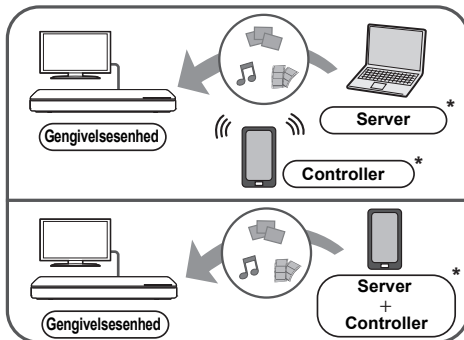 Server*
Gengivelsesenhed
Controller*
Server*
+
Controller
Gengivelsesenhed